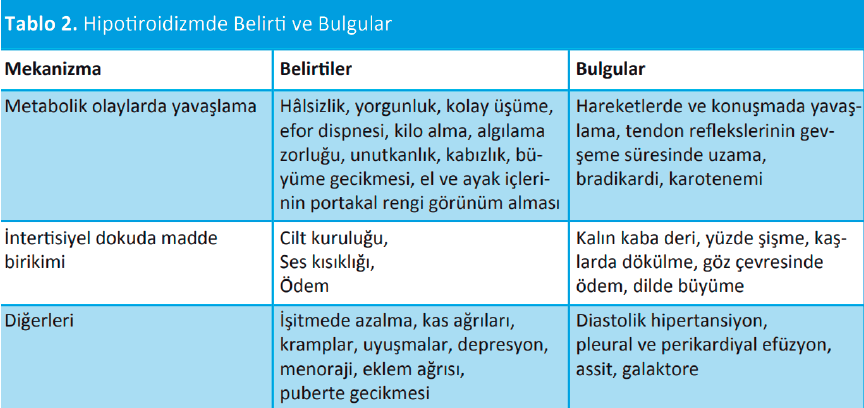 Tablo 2. Hipotiroidizmde Belirti ve Bulgular
Mekanizma
Belirtiler
Bulgular
Metabolik olaylarda yavaşlama
Hâlsizlik, yorgunluk, kolay üşüme,
efor dispnesi, kilo alma, algılama
zorluğu, unutkanlık, kabızlık, bü-
yüme gecikmesi, el ve ayak içleri-
nin portakal rengi görünüm alması
Hareketlerde ve konuşmada yavaş-
lama, tendon reflekslerinin gev-
şeme süresinde uzama,
bradikardi, karotenemi
İntertisiyel dokuda madde
birikimi
Cilt kuruluğu,
Ses kısıklığı,
Ödem
Kalın kaba deri, yüzde şişme, kaş-
larda dökülme, göz çevresinde
ödem, dilde büyüme
Diğerleri
İşitmede azalma, kas ağrıları,
kramplar, uyuşmalar, depresyon,
menoraji, eklem ağrısı,
puberte gecikmesi
Diastolik hipertansiyon,
pleural ve perikardiyal efüzyon,
assit, galaktore